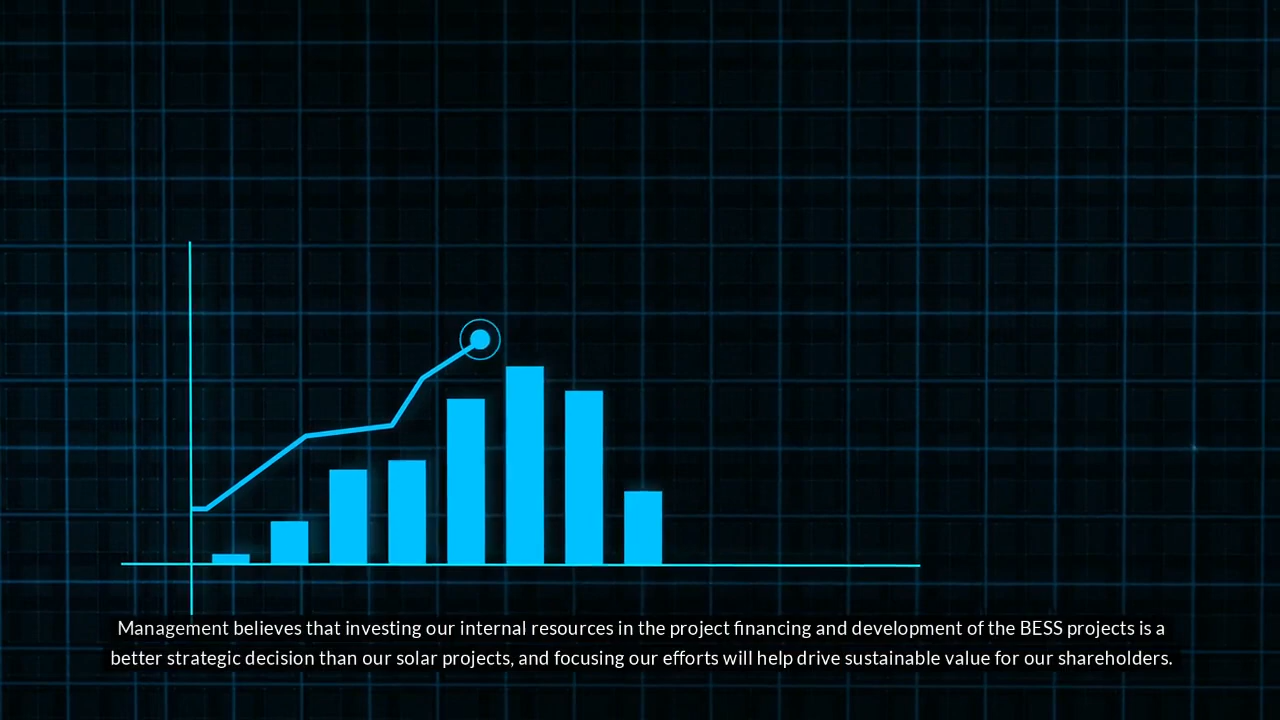 Management believes that investing our internal resources in the project financing and development of the BESS projects is a
better strategic decision than our solar projects, and focusing our efforts will help drive sustainable value for our shareholders.